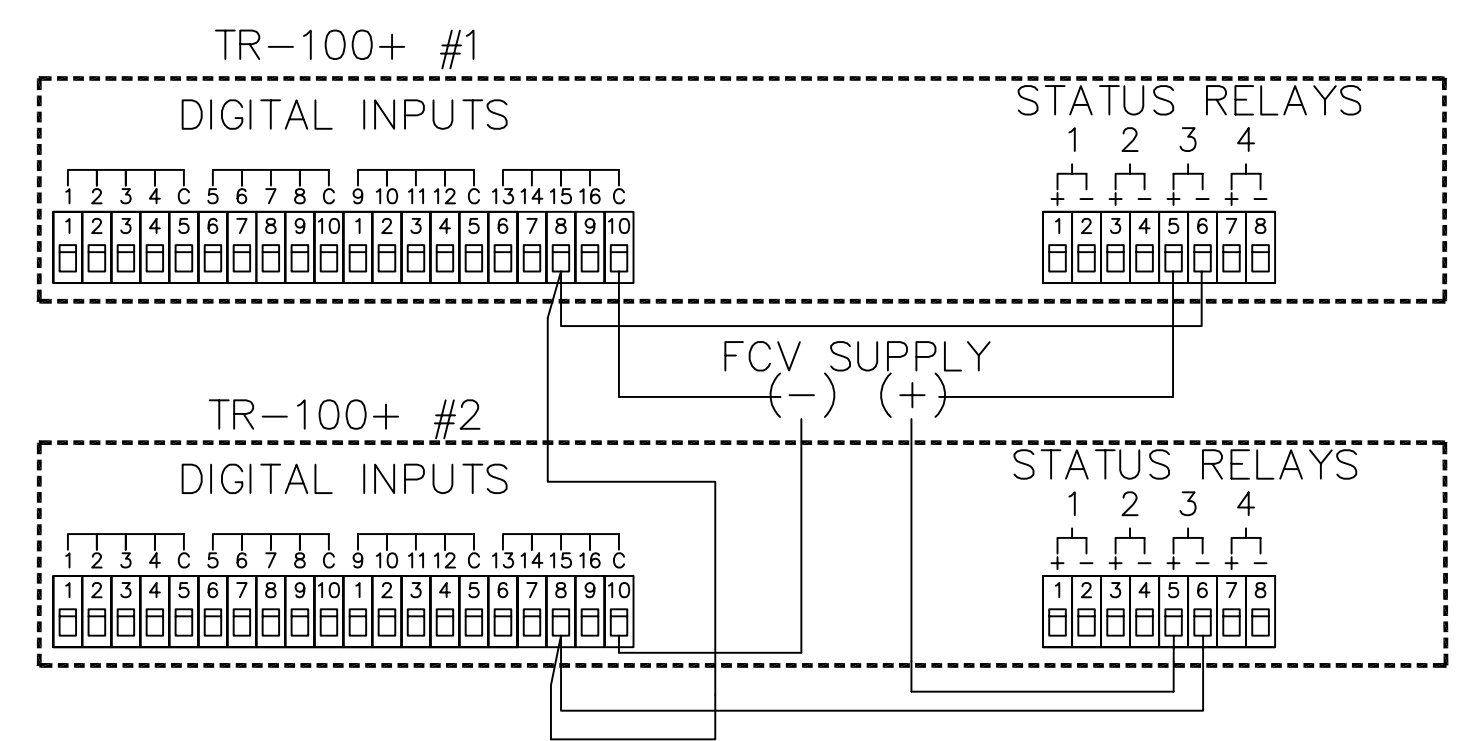 TR-100+ #1
DIGITAL INPUTS
STATUS RELAYS
1 2 3 4
1 2 3 4 C 5 6 7 8 C 9 10 11 12 C 13 14 15 16 C
+ - + - + - + -
1 2 3 4 5 6 7 8 9 10 1 2 3 4 5 6 7 8 9 10
1 2 3 4 5 6 7 8
FCV SUPPLY
(-) (+)
TR-100+ #2
DIGITAL INPUTS
STATUS RELAYS
1 2 3 4
1 2 3 4 C 5 6 7 8 C 9 10 11 12 C 13 14 15 16 C
+ - + - + - + -
1 2 3 4 5 6 7 8 9 10 1 2 3 4 5 6 7 8 9 10
1 2 3 4 5 6 7 8